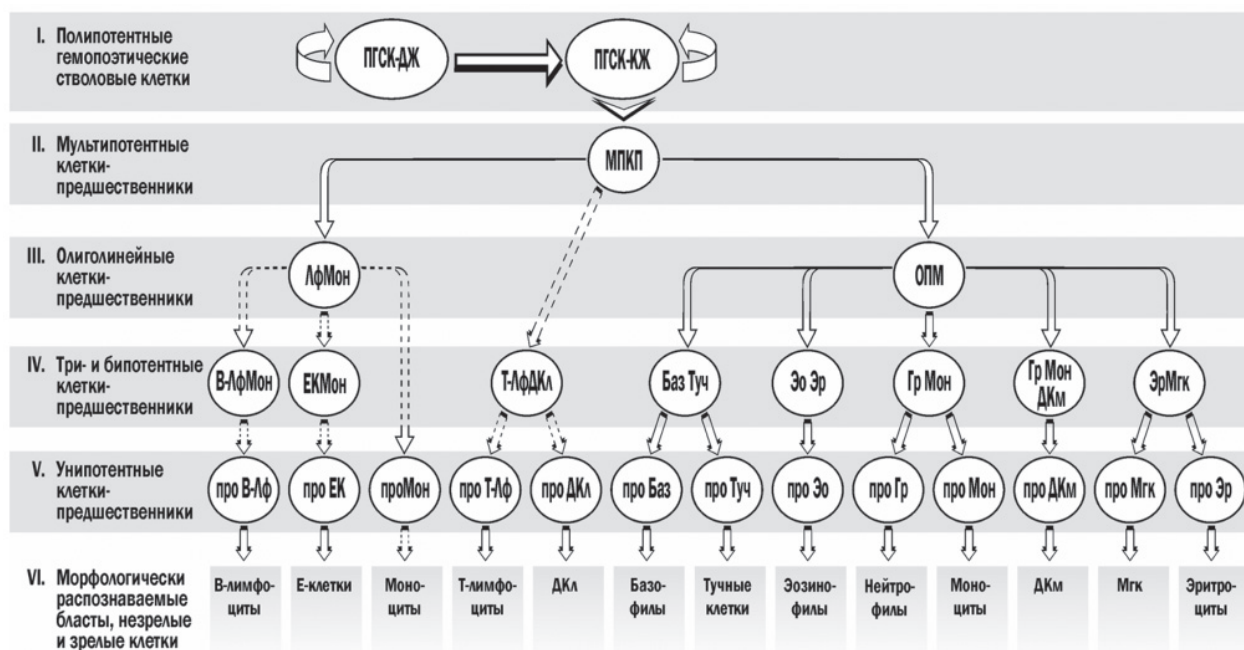 I. Полипотентные
гемопоэтические
стволовые клетки
ПГСК-ДЖ
ПГСК-КЖ
II. Мультипотентные
клетки-
предшественники
МПКП
III. Олиголинейные
клетки-
предшественники
ЛфМон
ОПМ
IV. Три- и бипотентные
клетки-
предшественники
В-ЛфМон
ЕКМон
Т-ЛфДКл
Баз Туч
Эо Эр
Гр Мон
Гр Мон
ДКм
ЭрМгк
V. Унипотентные
клетки-
предшественники
про В-Лф
про ЕК
проМон
про Т-Лф
про ДКл
про Баз
про Туч
про Эо
про Гр
про Мон
про ДКм
про Мгк
про Эр
VI. Морфологически
распознаваемые
бласты, незрелые
и зрелые клетки
В-лимфо-
циты
Е-клетки
Моно-
циты
Т-лимфо-
циты
ДКл
Базо-
филы
Тучные
клетки
Эозино-
филы
Нейтро-
филы
Моно-
циты
ДКм
Мгк
Эритро-
циты